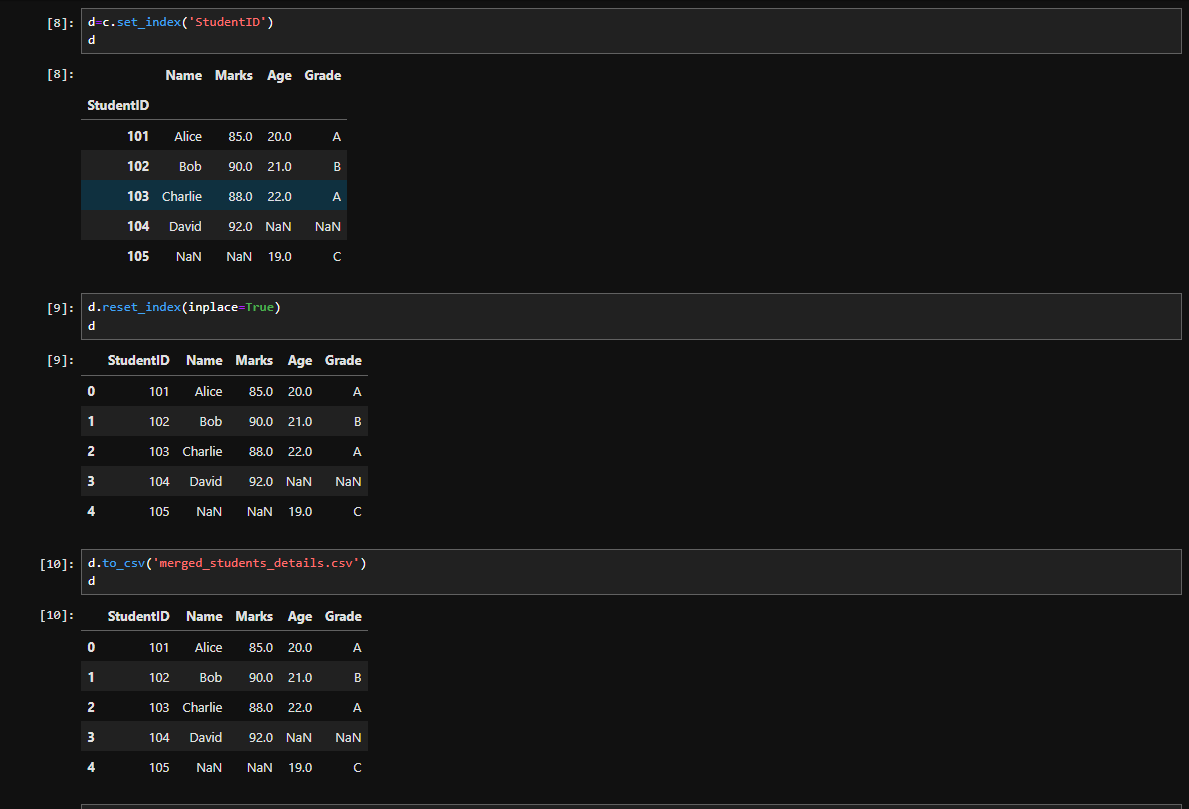 [8]: d=c.set_index('StudentID')
d
[8]: Name Marks Age Grade
StudentID
101 Alice 85.0 20.0 A
102 Bob 90.0 21.0 B
103 Charlie 88.0 22.0 A
104 David 92.0 NaN NaN
105 NaN NaN 19.0 C
[9]: d.reset_index(inplace=True)
d
[9]: StudentID Name Marks Age Grade
0 101 Alice 85.0 20.0 A
1 102 Bob 90.0 21.0 B
2 103 Charlie 88.0 22.0 A
3 104 David 92.0 NaN NaN
4 105 NaN NaN 19.0 C
[10]: d.to_csv('merged_students_details.csv')
d
[10]: StudentID Name Marks Age Grade
0 101 Alice 85.0 20.0 A
1 102 Bob 90.0 21.0 B
2 103 Charlie 88.0 22.0 A
3 104 David 92.0 NaN NaN
4 105 NaN NaN 19.0 C